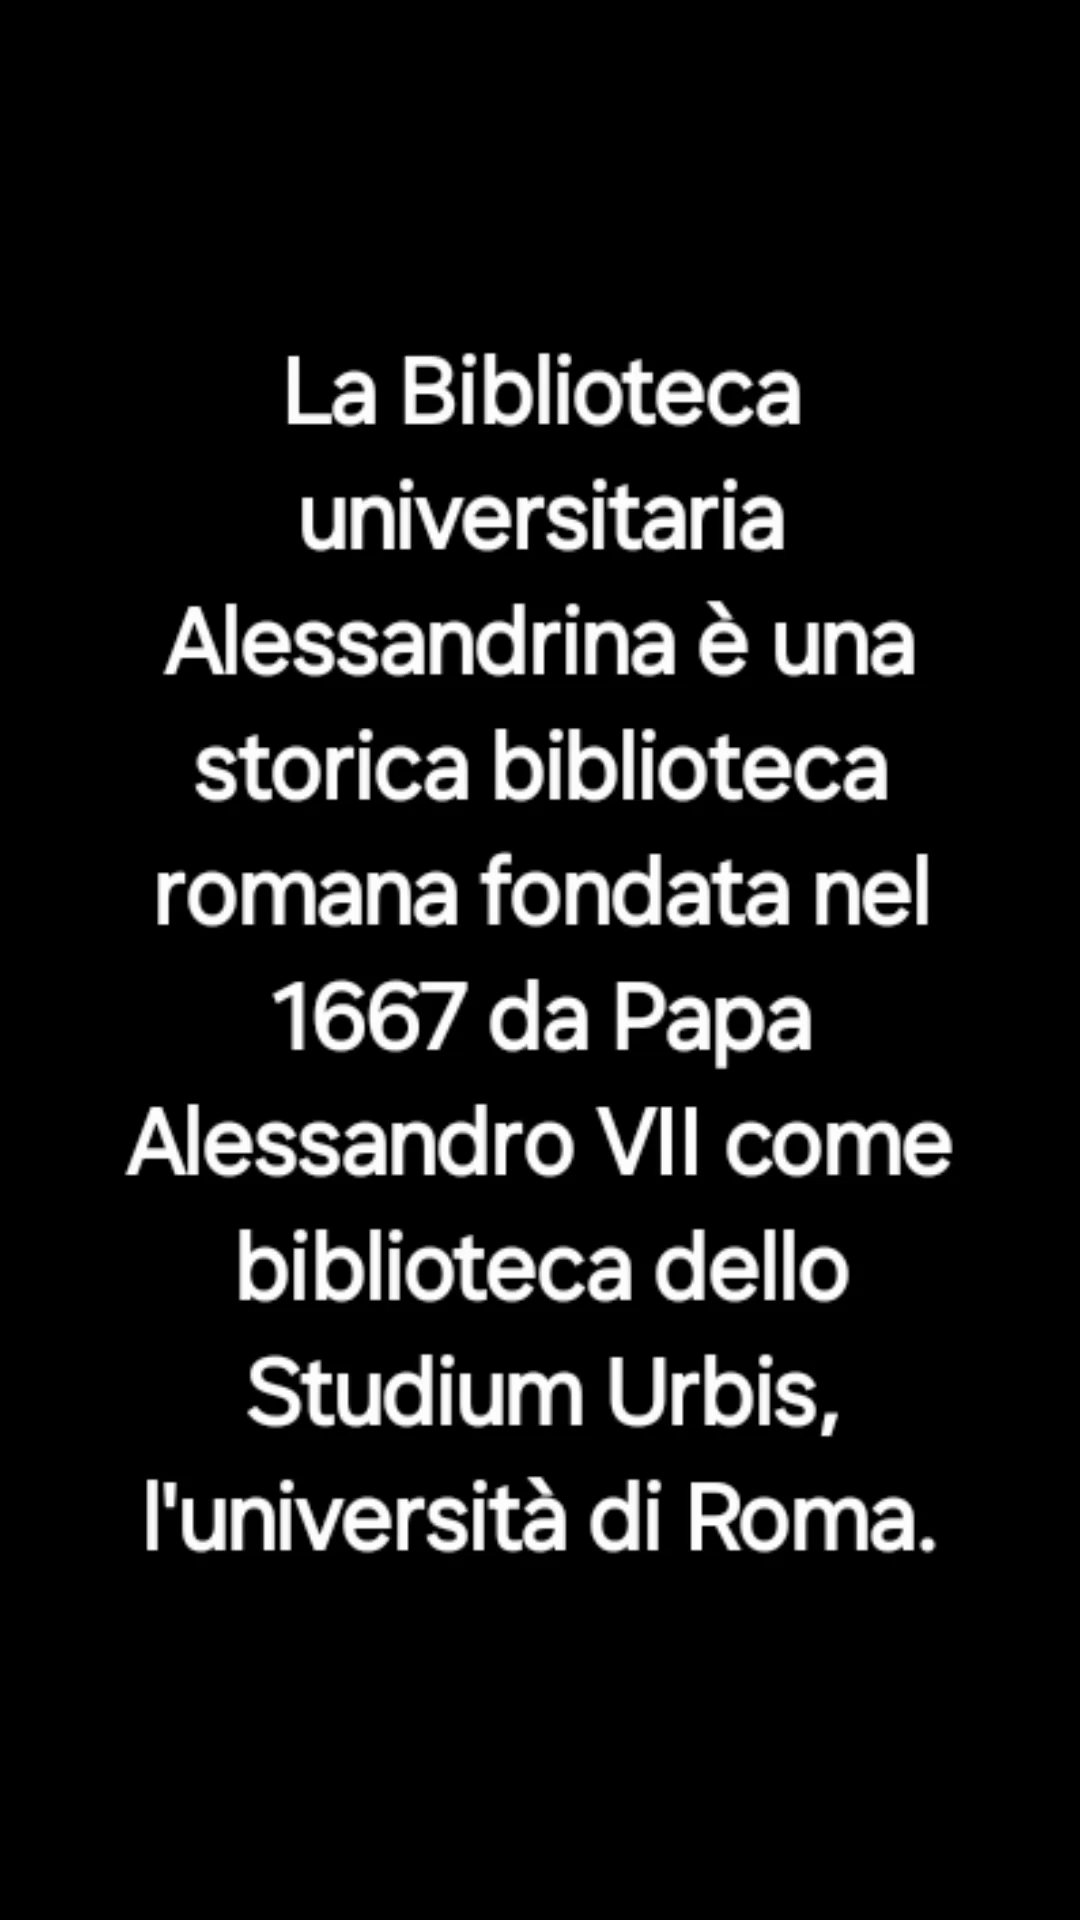 La Biblioteca
universitaria
Alessandrina è una
storica biblioteca
romana fondata nel
1667 da Papa
Alessandro VII come
biblioteca dello
Studium Urbis,
l'università di Roma.